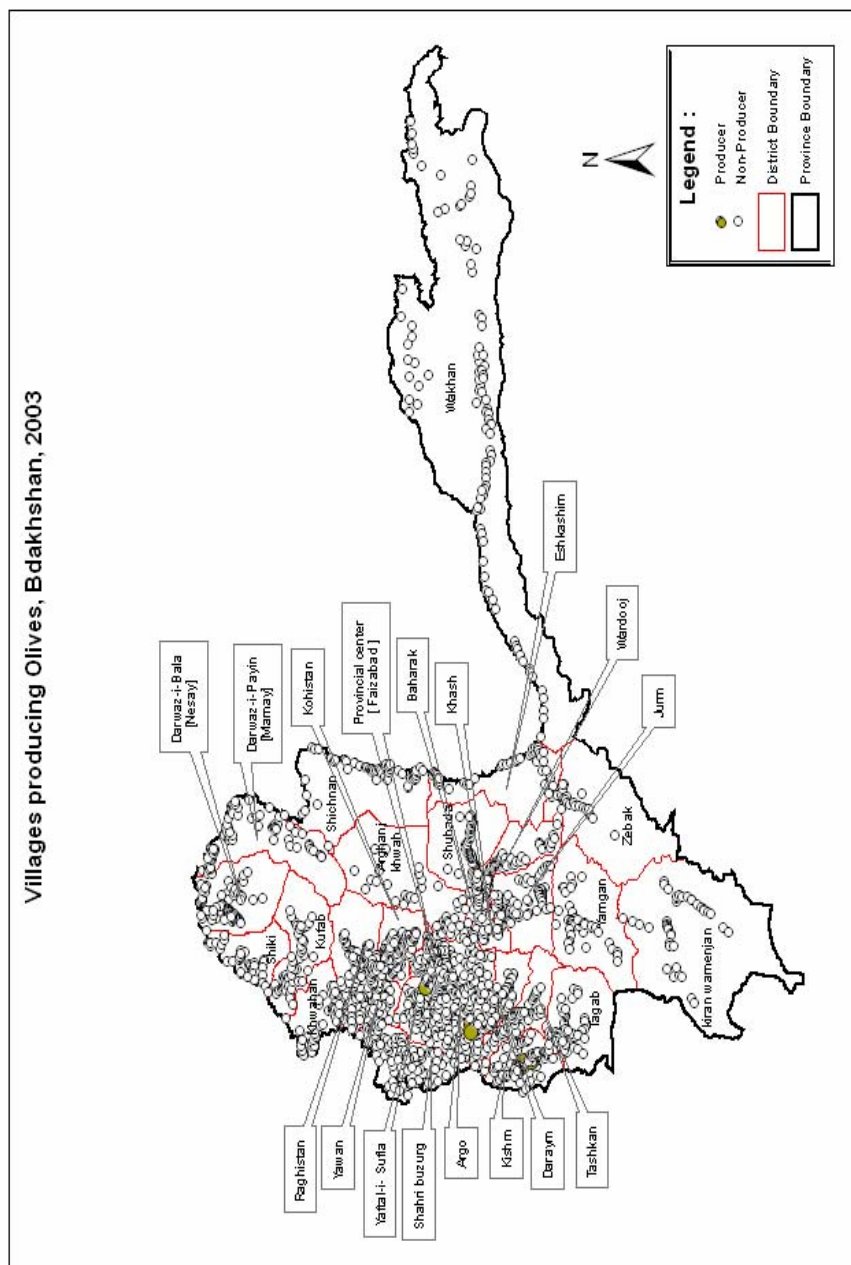 Villages producing Olives, Bdakhshan, 2003
Darwaz-i-Bala
[Nesay]
Darwaz-i-Payin
[Mamay]
Kohistan
Provincial center
[ Faizabad ]
Baharak
Khash
Eshkashim
Wardooj
Jurm
Raghistan
Yawan
Yaftal-i- Sufla
Shahri buzurg
Argo
Kishm
Daraym
Tashkan
Shiki
Kufab
Khwahan
Shichnan
Arghanj
khwah
Shuhada
Zebak
Yamgan
Tagab
kiran wamenjan
Wakhan
N
Legend :
Producer
Non-Producer
District Boundary
Province Boundary